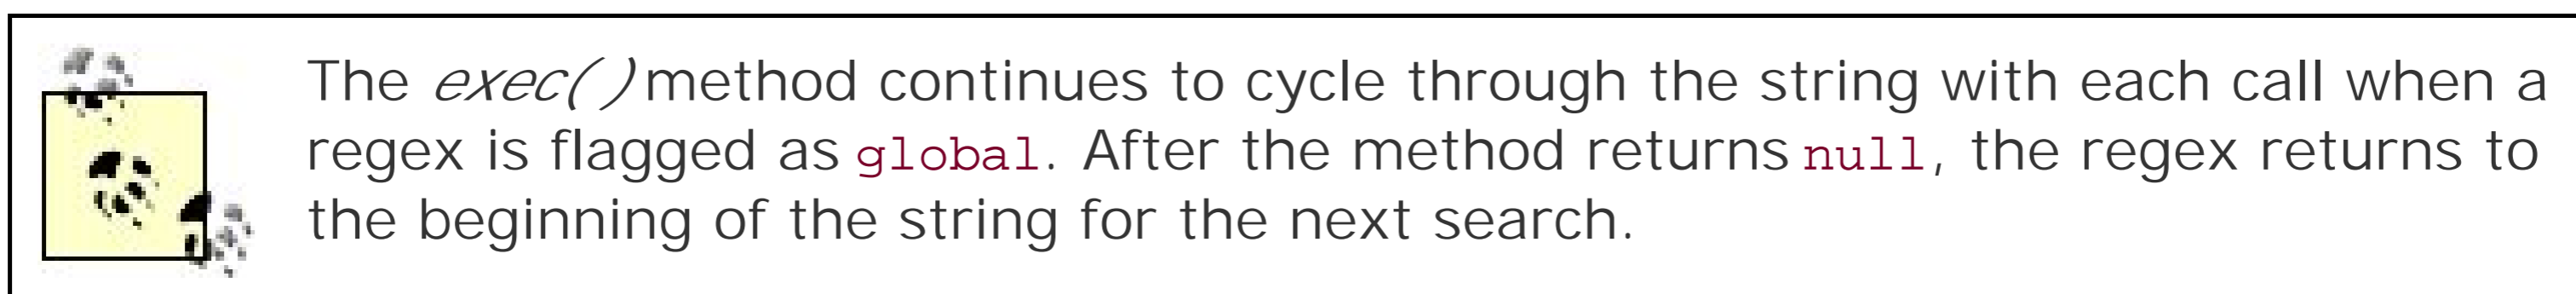 The exec( ) method continues to cycle through the string with each call when a
regex is flagged as global. After the method returns null, the regex returns to
the beginning of the string for the next search.